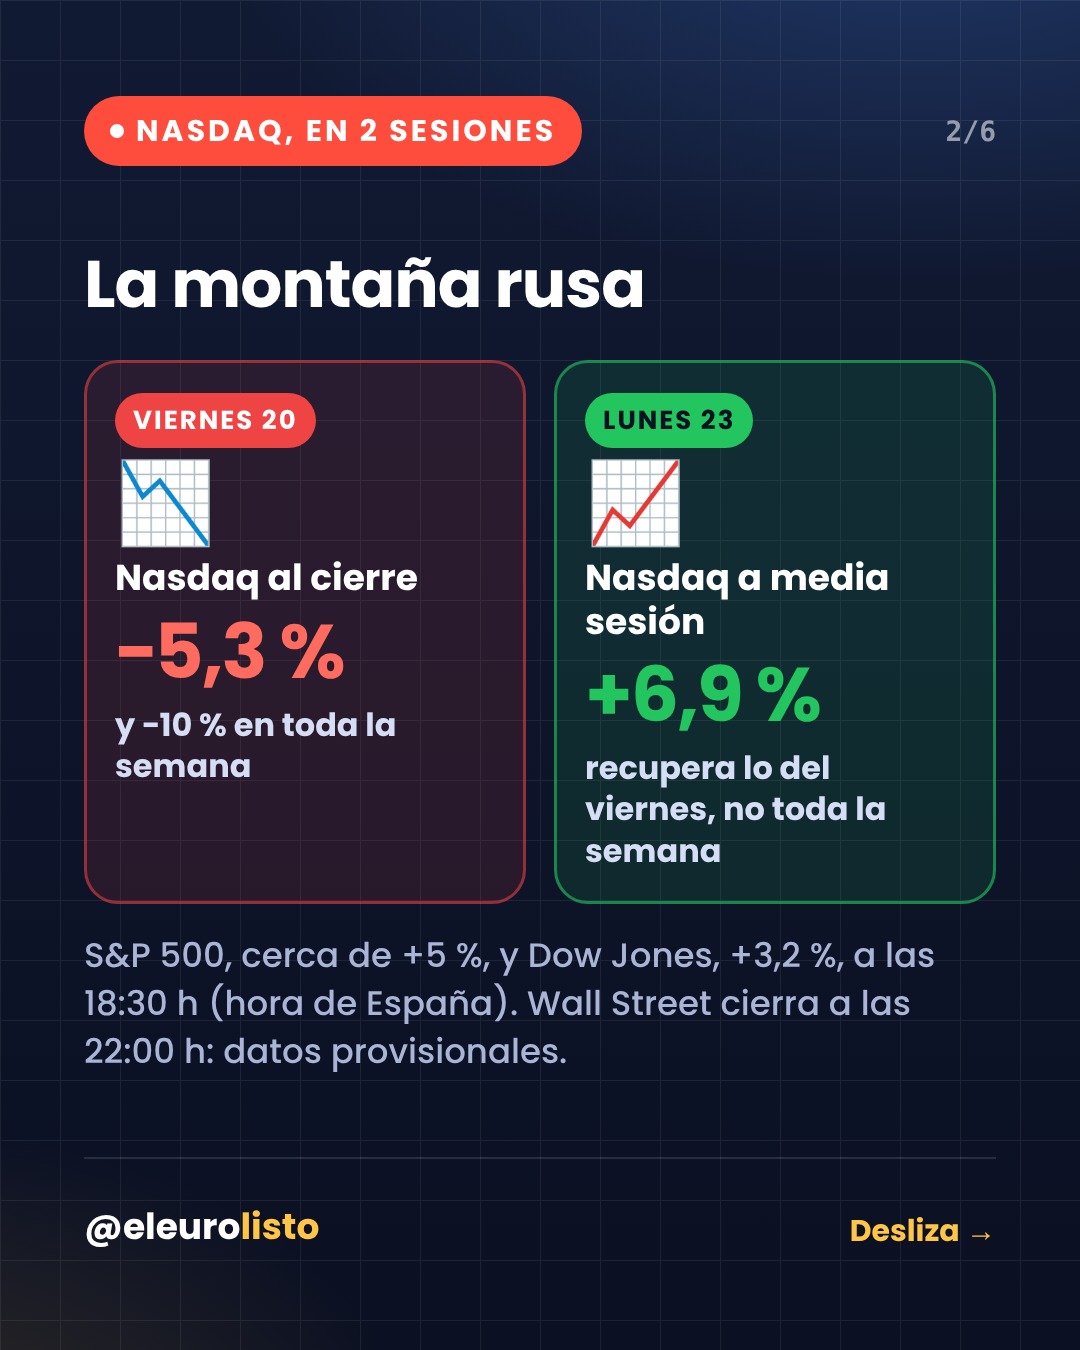 NASDAQ, EN 2 SESIONES
2/6
La montaña rusa
VIERNES 20
Nasdaq al cierre
−5,3 %
y −10 % en toda la
semana
LUNES 23
Nasdaq a media
sesión
+6,9 %
recupera lo del
viernes, no toda la
semana
S&P 500, cerca de +5 %, y Dow Jones, +3,2 %, a las
18:30 h (hora de España). Wall Street cierra a las
22:00 h: datos provisionales.
@eleurolisto
Desliza →